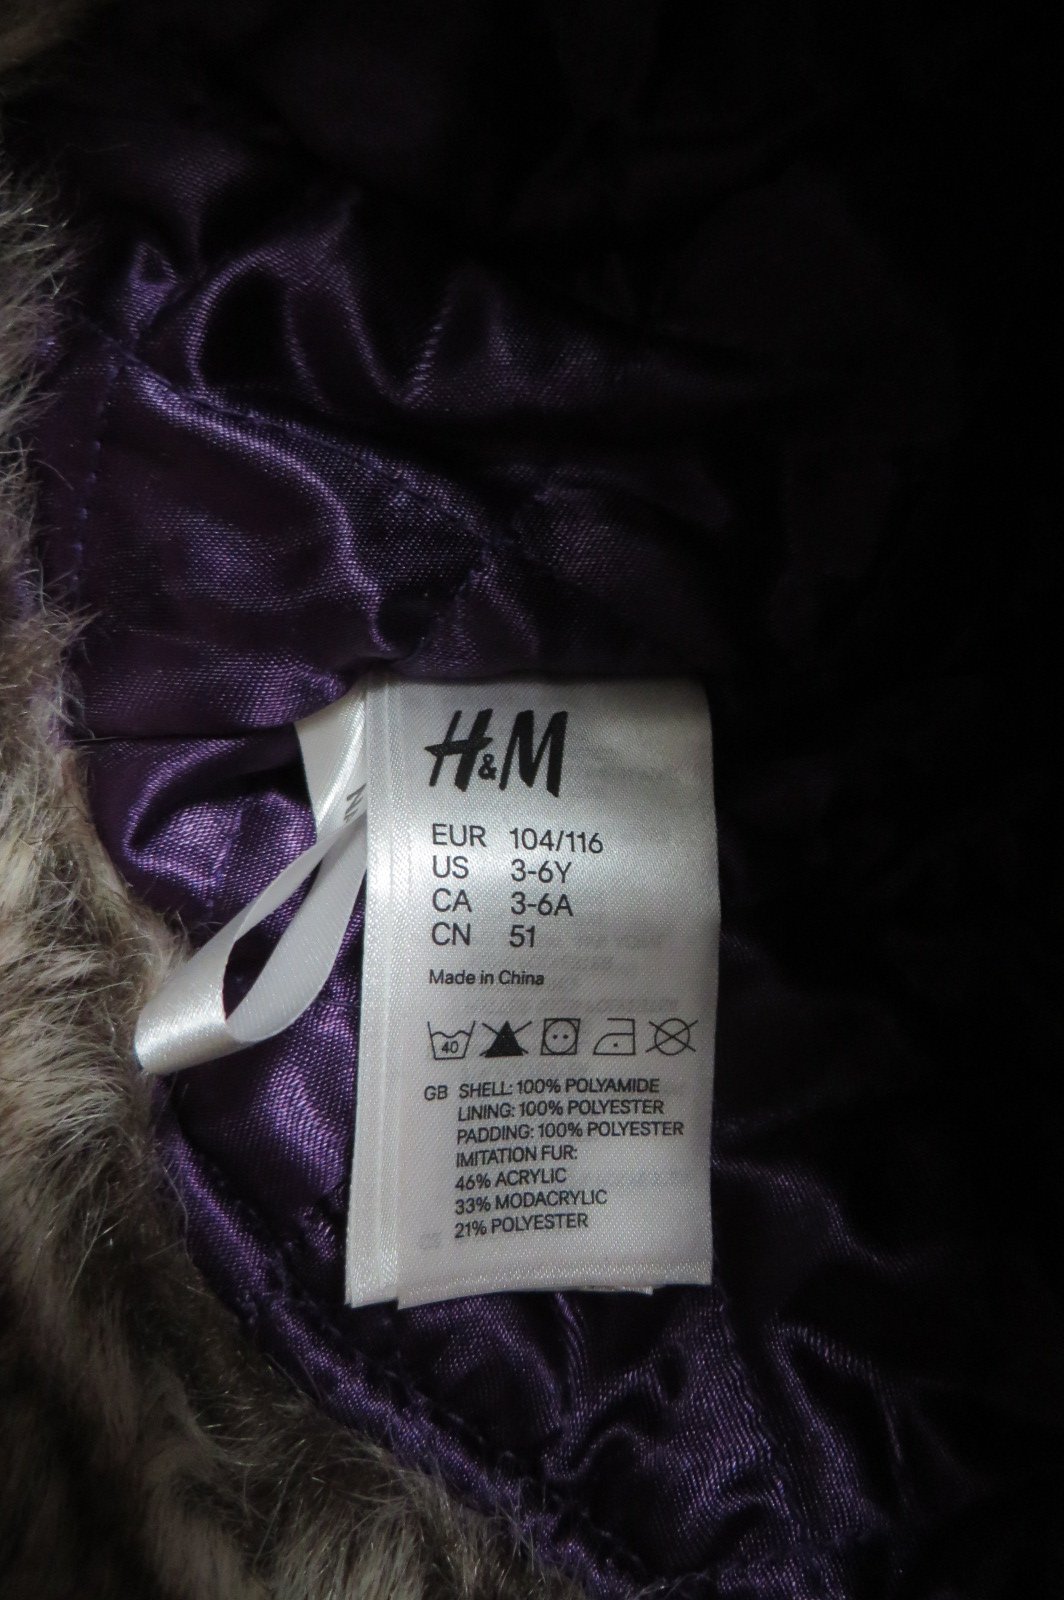 H&M
EUR 104/116
US 3-6Y
CA 3-6A
CN 51
Made in China
40
GB SHELL: 100% POLYAMIDE
LINING: 100% POLYESTER
PADDING: 100% POLYESTER
IMITATION FUR:
46% ACRYLIC
33% MODACRYLIC
21% POLYESTER